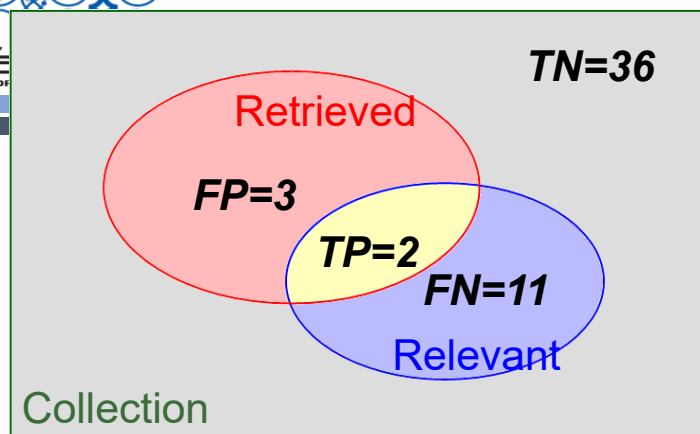 TN=36
Retrieved
FP=3
TP=2
FN=11
Relevant
Collection